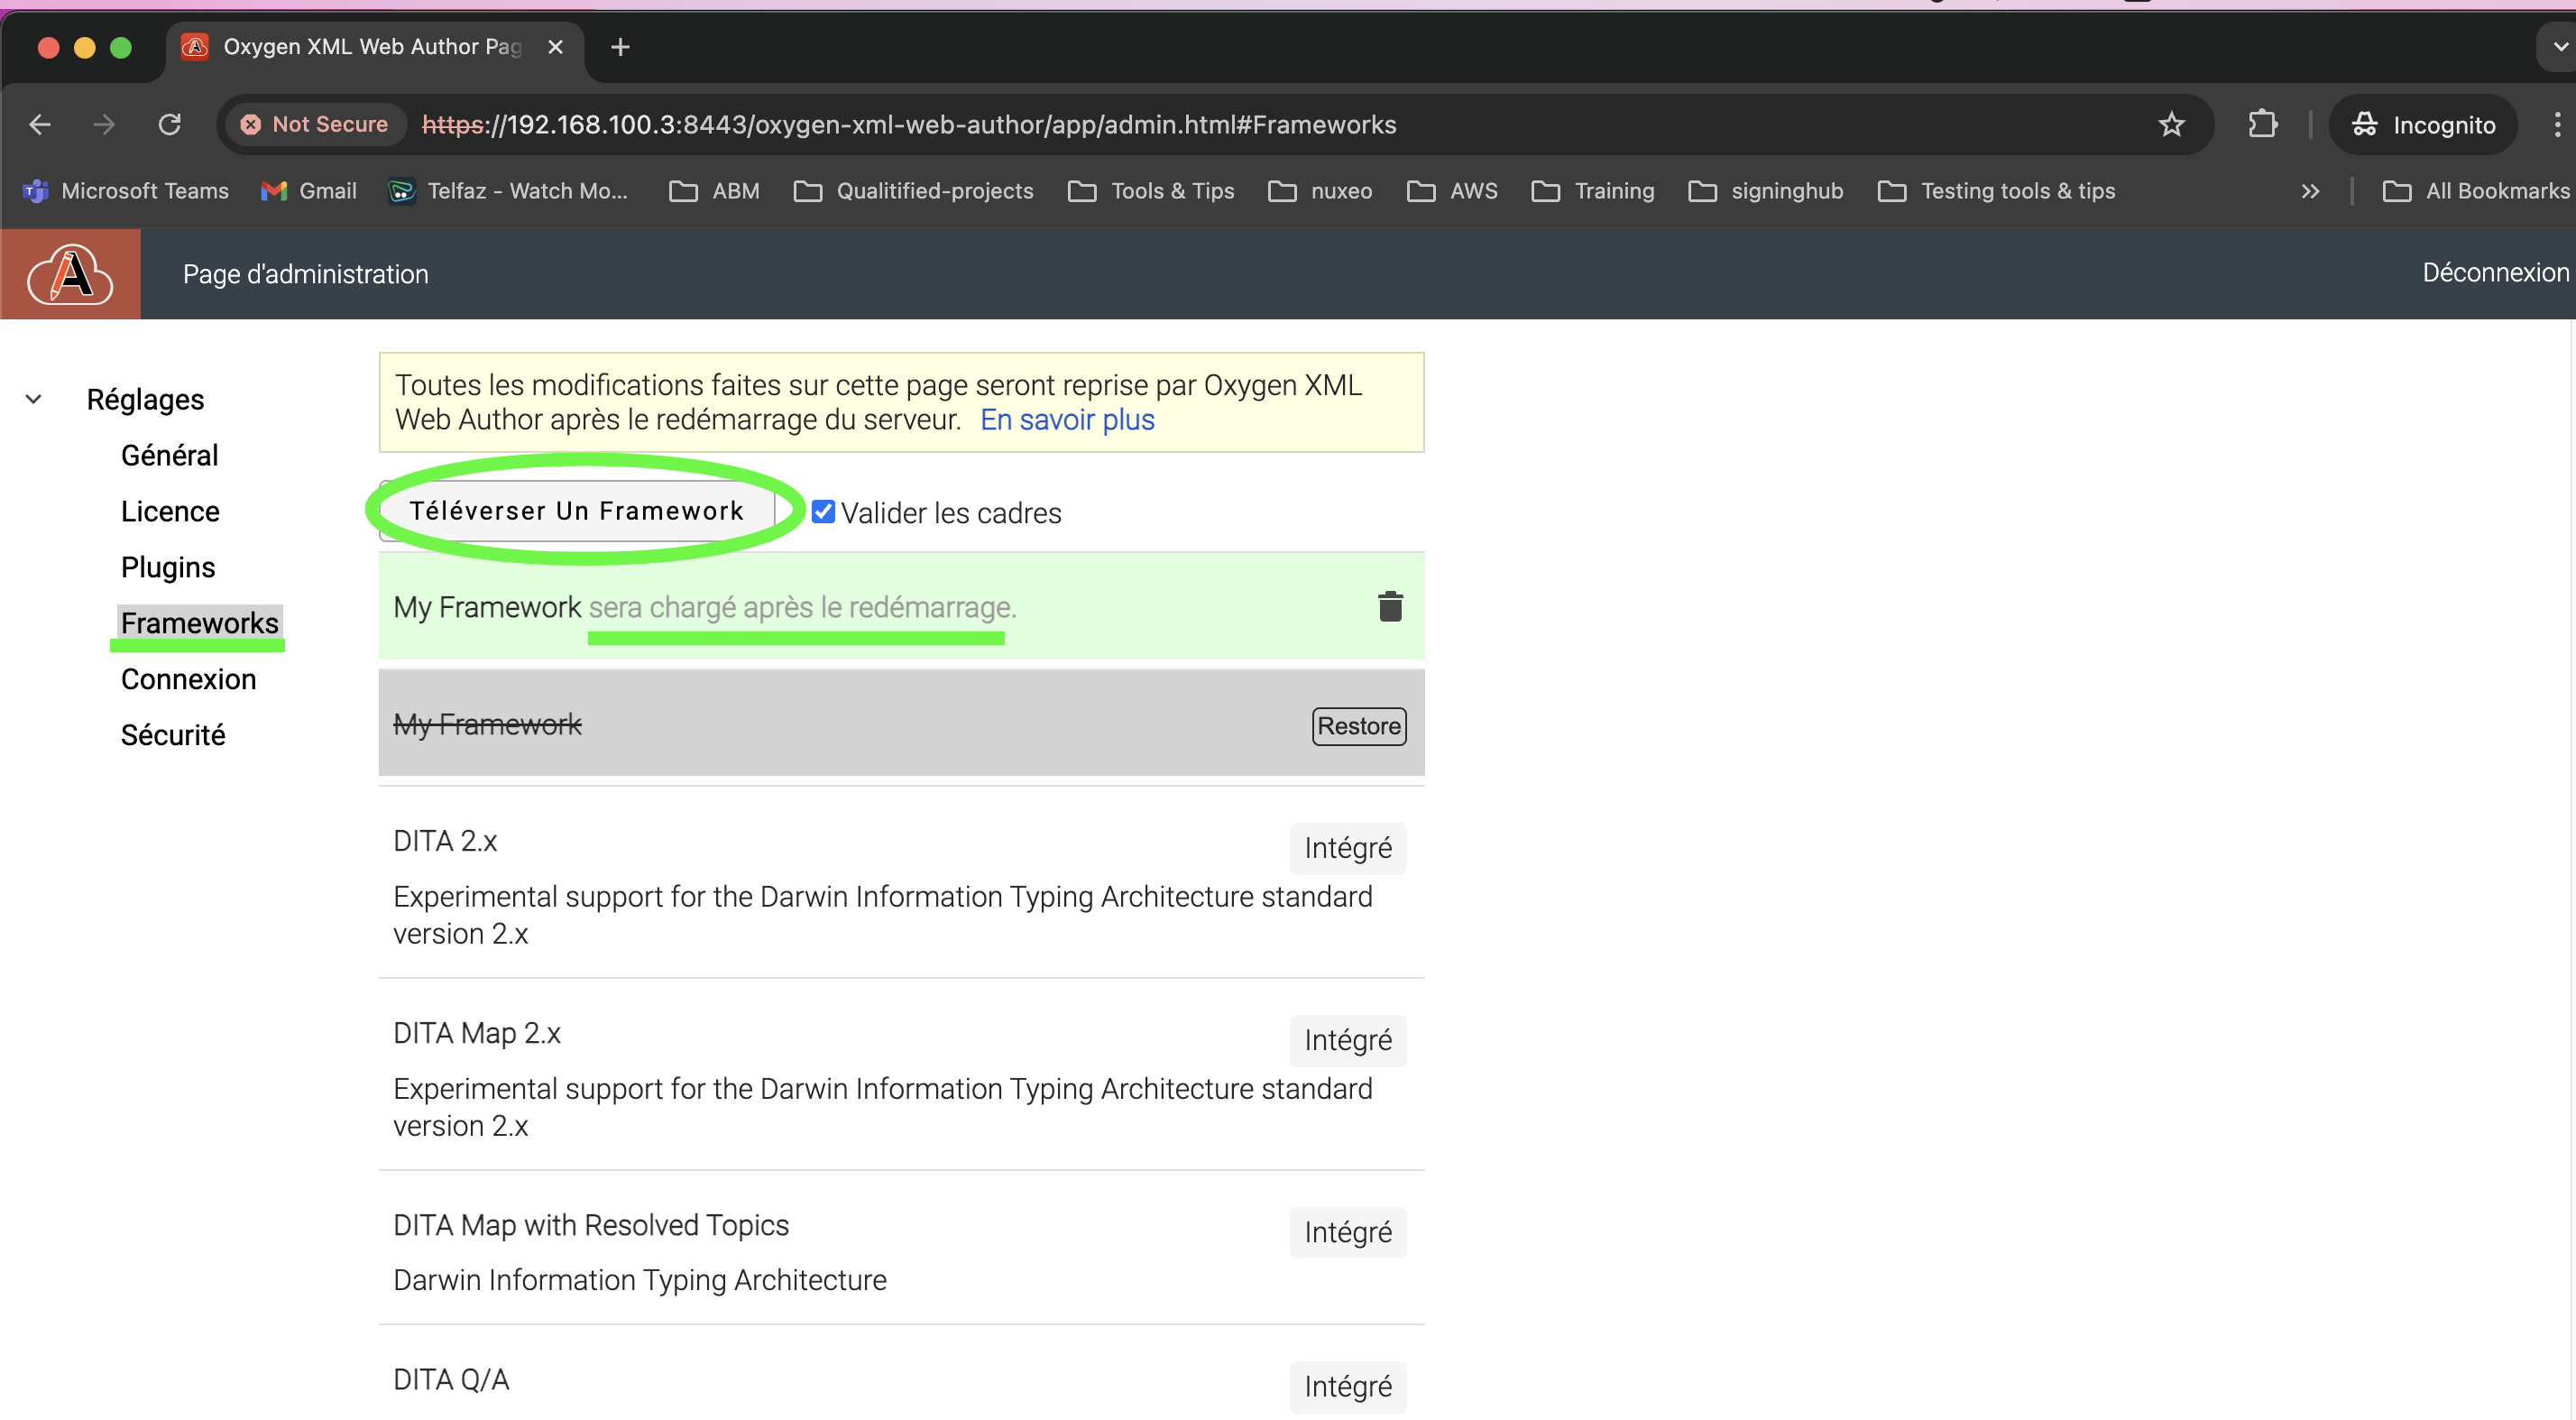 Oxygen XML Web Author Pag
Not Secure https://192.168.100.3:8443/oxygen-xml-web-author/app/admin.html#Frameworks Incognito
Microsoft Teams Gmail Telfaz - Watch Mo... ABM Qualitified-projects Tools & Tips nuxeo AWS Training signinghub Testing tools & tips All Bookmarks
Page d'administration Déconnexion
Réglages
Général
Licence
Plugins
Frameworks
Connexion
Sécurité
Toutes les modifications faites sur cette page seront reprise par Oxygen XML
Web Author après le redémarrage du serveur. En savoir plus
Téléverser Un Framework Valider les cadres
My Framework sera chargé après le redémarrage.
My Framework Restore
DITA 2.x Intégré
Experimental support for the Darwin Information Typing Architecture standard
version 2.x
DITA Map 2.x Intégré
Experimental support for the Darwin Information Typing Architecture standard
version 2.x
DITA Map with Resolved Topics Intégré
Darwin Information Typing Architecture
DITA Q/A Intégré